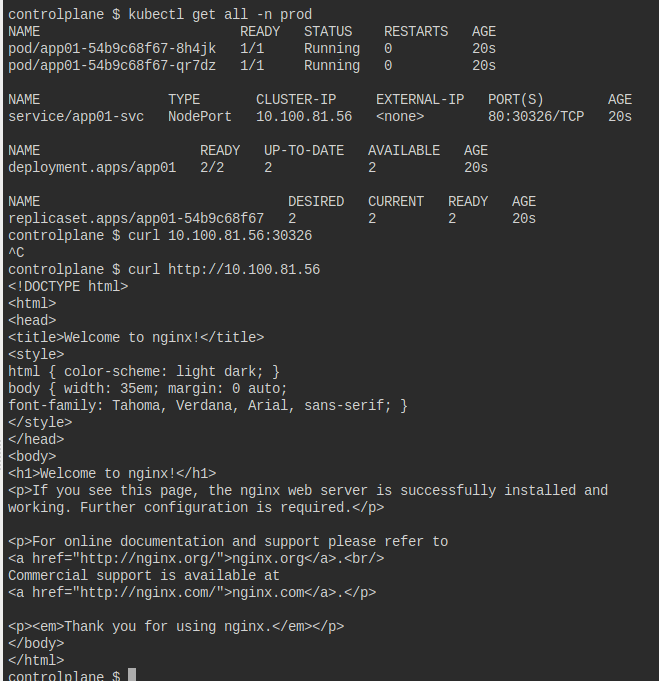 controlplane $ kubectl get all -n prod
NAME                         READY   STATUS    RESTARTS   AGE
pod/app01-54b9c68f67-8h4jk   1/1     Running   0          20s
pod/app01-54b9c68f67-qr7dz   1/1     Running   0          20s

NAME                TYPE       CLUSTER-IP     EXTERNAL-IP   PORT(S)        AGE
service/app01-svc   NodePort   10.100.81.56   <none>        80:30326/TCP   20s

NAME                    READY   UP-TO-DATE   AVAILABLE   AGE
deployment.apps/app01   2/2     2            2           20s

NAME                               DESIRED   CURRENT   READY   AGE
replicaset.apps/app01-54b9c68f67   2         2         2       20s
controlplane $ curl 10.100.81.56:30326
^C
controlplane $ curl http://10.100.81.56
<!DOCTYPE html>
<html>
<head>
<title>Welcome to nginx!</title>
<style>
html { color-scheme: light dark; }
body { width: 35em; margin: 0 auto;
font-family: Tahoma, Verdana, Arial, sans-serif; }
</style>
</head>
<body>
<h1>Welcome to nginx!</h1>
<p>If you see this page, the nginx web server is successfully installed and
working. Further configuration is required.</p>

<p>For online documentation and support please refer to
<a href="http://nginx.org/">nginx.org</a>.<br/>
Commercial support is available at
<a href="http://nginx.com/">nginx.com</a>.</p>

<p><em>Thank you for using nginx.</em></p>
</body>
</html>
controlplane $